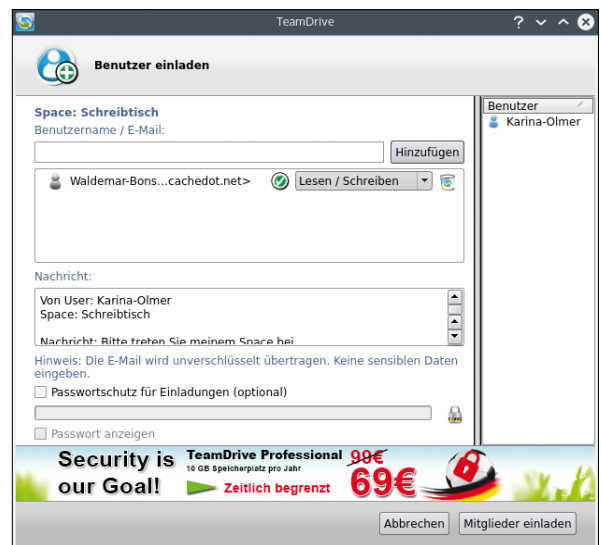 TeamDrive
Benutzer einladen
Space: Schreibtisch
Benutzername / E-Mail:
Hinzufügen
Waldemar-Bons...cachedot.net>
Lesen / Schreiben
Nachricht:
Von User: Karina-Olmer
Space: Schreibtisch
Nachricht: Bitte treten Sie meinem Space bei
Hinweis: Die E-Mail wird unverschlüsselt übertragen. Keine sensiblen Daten
eingeben.
Passwortschutz für Einladungen (optional)
Passwort anzeigen
Benutzer
Karina-Olmer
Security is
our Goal!
TeamDrive Professional
10 GB Speicherplatz pro Jahr
Zeitlich begrenzt
99€
69€
Abbrechen
Mitglieder einladen